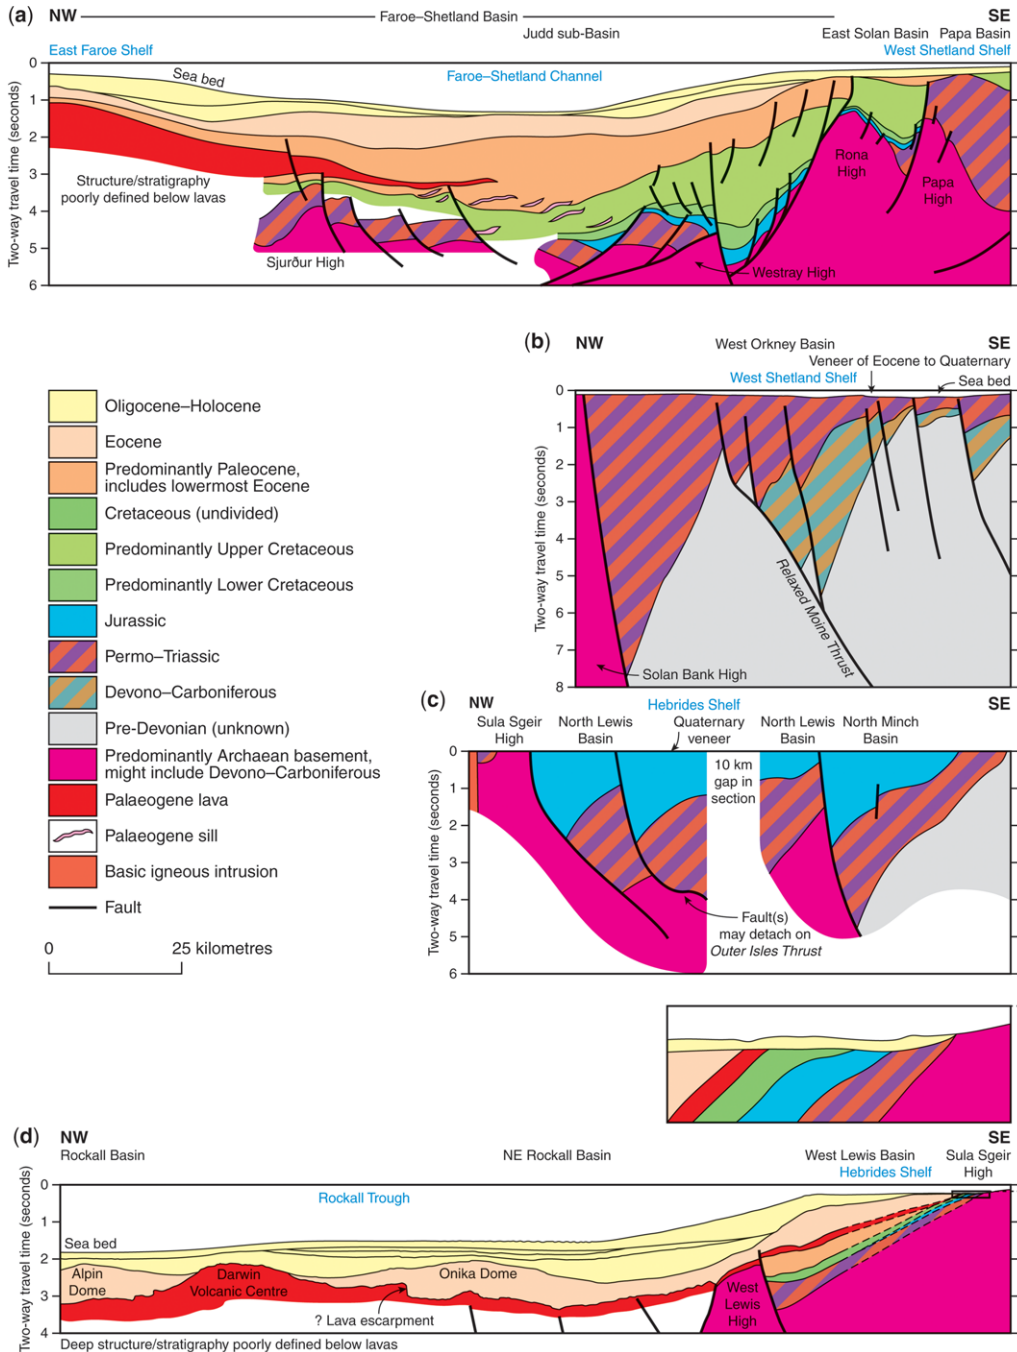 (a) NW Faroe–Shetland Basin SE
Judd sub-Basin East Solan Basin Papa Basin
East Faroe Shelf West Shetland Shelf
Sea bed
Faroe–Shetland Channel
Two-way travel time (seconds)
0
1
2
3
4
5
6
Structure/stratigraphy
poorly defined below lavas
Rona
High
Papa
High
Sjurður High
Westray High
(b) NW SE
West Orkney Basin
Veneer of Eocene to Quaternary
West Shetland Shelf
Sea bed
Two-way travel time (seconds)
0
1
2
3
4
5
6
7
8
Relaxed Moine Thrust
Solan Bank High
Oligocene–Holocene
Eocene
Predominantly Paleocene,
includes lowermost Eocene
Cretaceous (undivided)
Predominantly Upper Cretaceous
Predominantly Lower Cretaceous
Jurassic
Permo–Triassic
Devono–Carboniferous
Pre-Devonian (unknown)
Predominantly Archaean basement,
might include Devono–Carboniferous
Palaeogene lava
Palaeogene sill
Basic igneous intrusion
Fault
0 25 kilometres
(c) NW SE
Hebrides Shelf
Sula Sgeir
High
North Lewis
Basin
Quaternary
veneer
North Lewis
Basin
North Minch
Basin
Two-way travel time (seconds)
0
1
2
3
4
5
6
10 km
gap in
section
Fault(s)
may detach on
Outer Isles Thrust
(d) NW SE
Rockall Basin NE Rockall Basin West Lewis Basin Sula Sgeir
High
Hebrides Shelf
Rockall Trough
Two-way travel time (seconds)
0
1
2
3
4
Sea bed
Alpin
Dome
Darwin
Volcanic Centre
Onika Dome
? Lava escarpment
West
Lewis
High
Deep structure/stratigraphy poorly defined below lavas